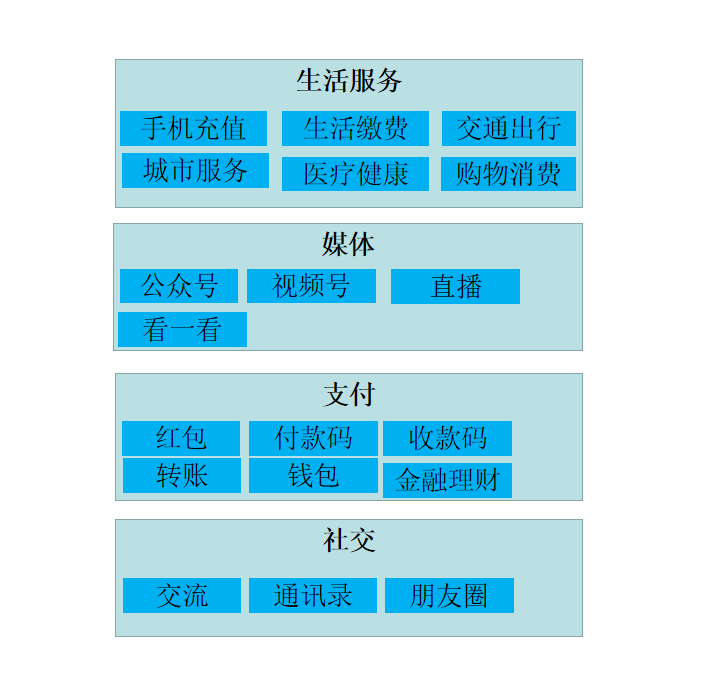 生活服务
手机充值 生活缴费 交通出行
城市服务 医疗健康 购物消费
媒体
公众号 视频号 直播
看一看
支付
红包 付款码 收款码
转账 钱包 金融理财
社交
交流 通讯录 朋友圈